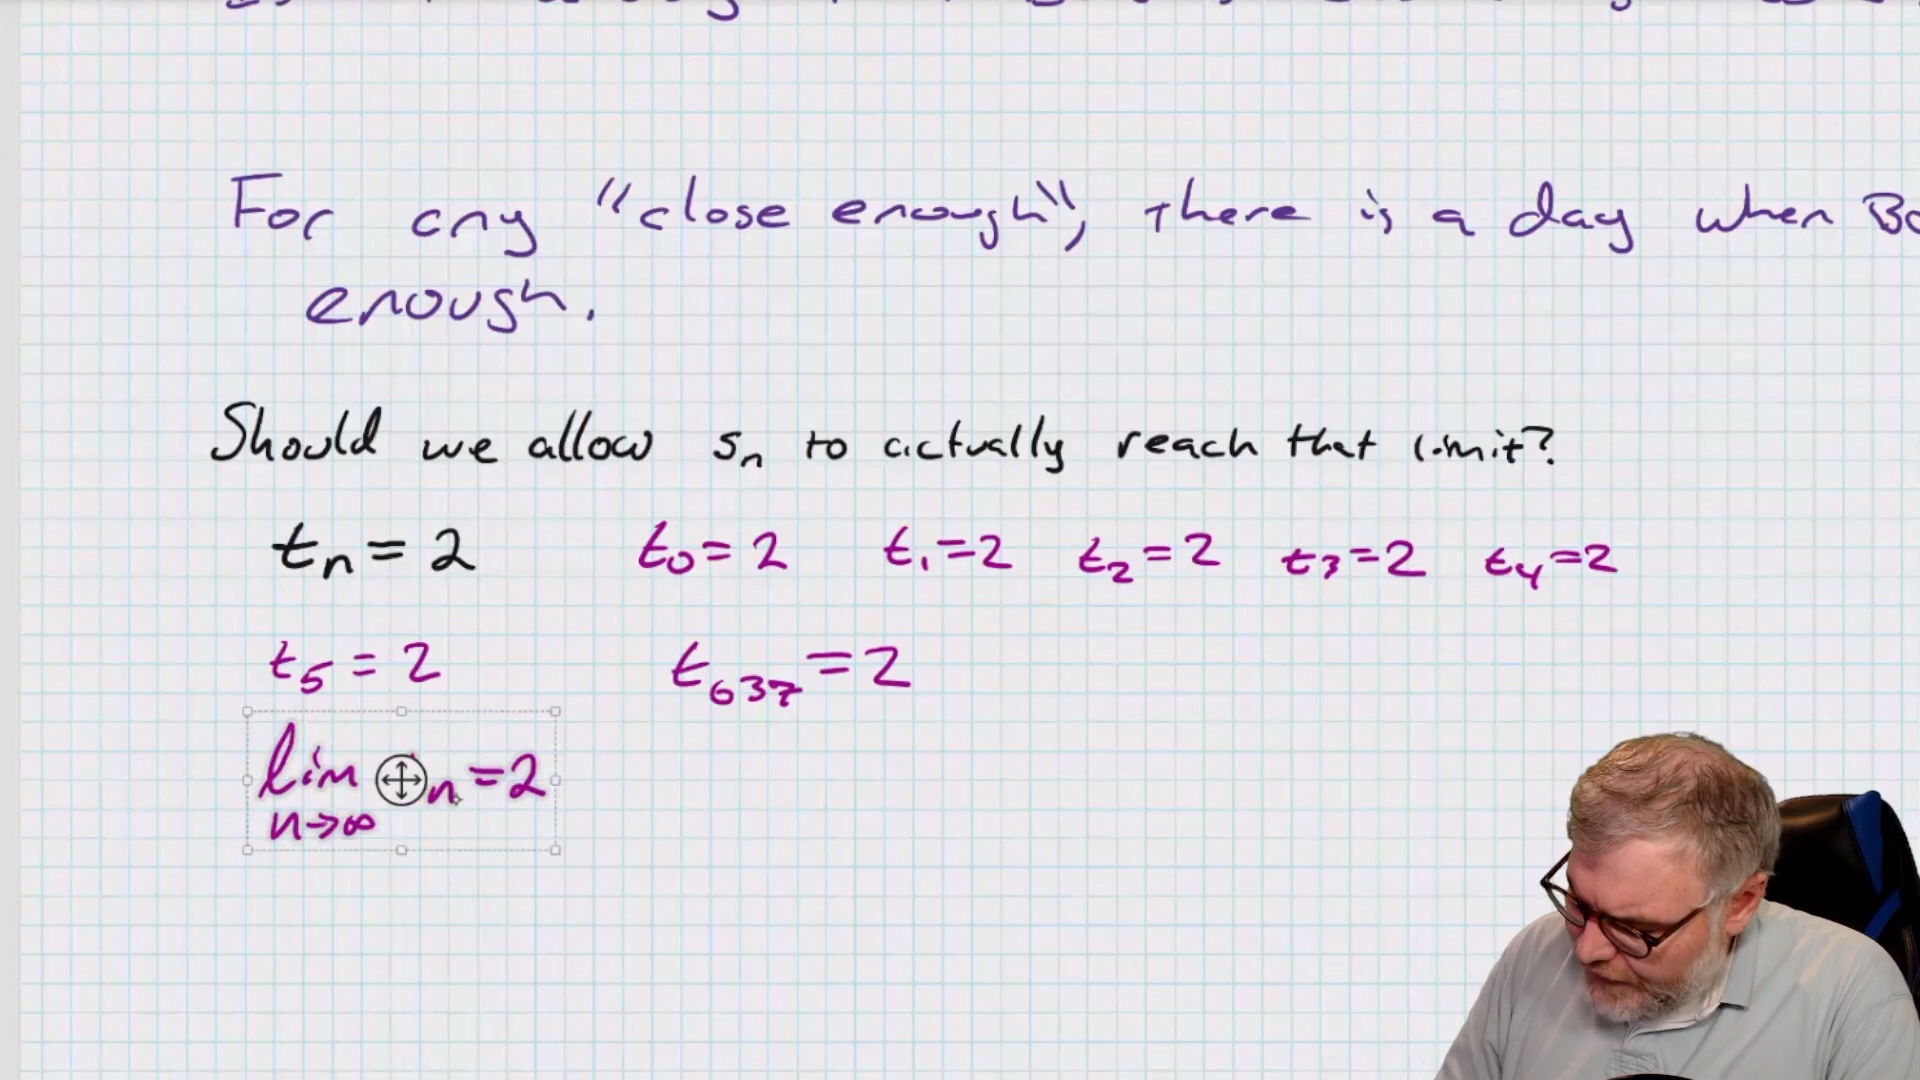 For any "close enough", there is a day when
enough.
Should we allow sₙ to actually reach that limit?
tₙ = 2 t₀ = 2 t₁ = 2 t₂ = 2 t₃ = 2 t₄ = 2
t₅ = 2 t₆₃₇ = 2
lim n = 2
n→∞